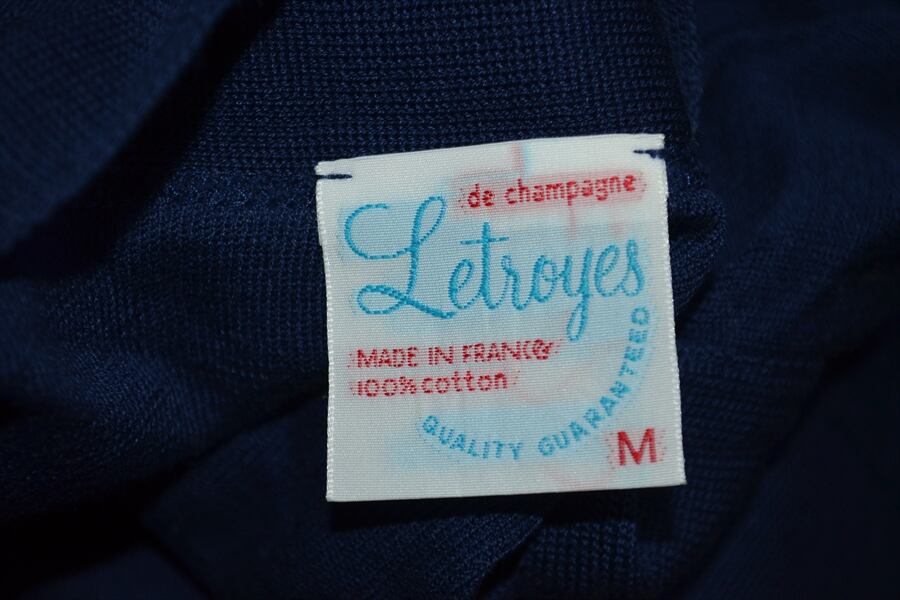 de champagne
Letroyes
MADE IN FRANCE
100% cotton
QUALITY GUARANTEED
M